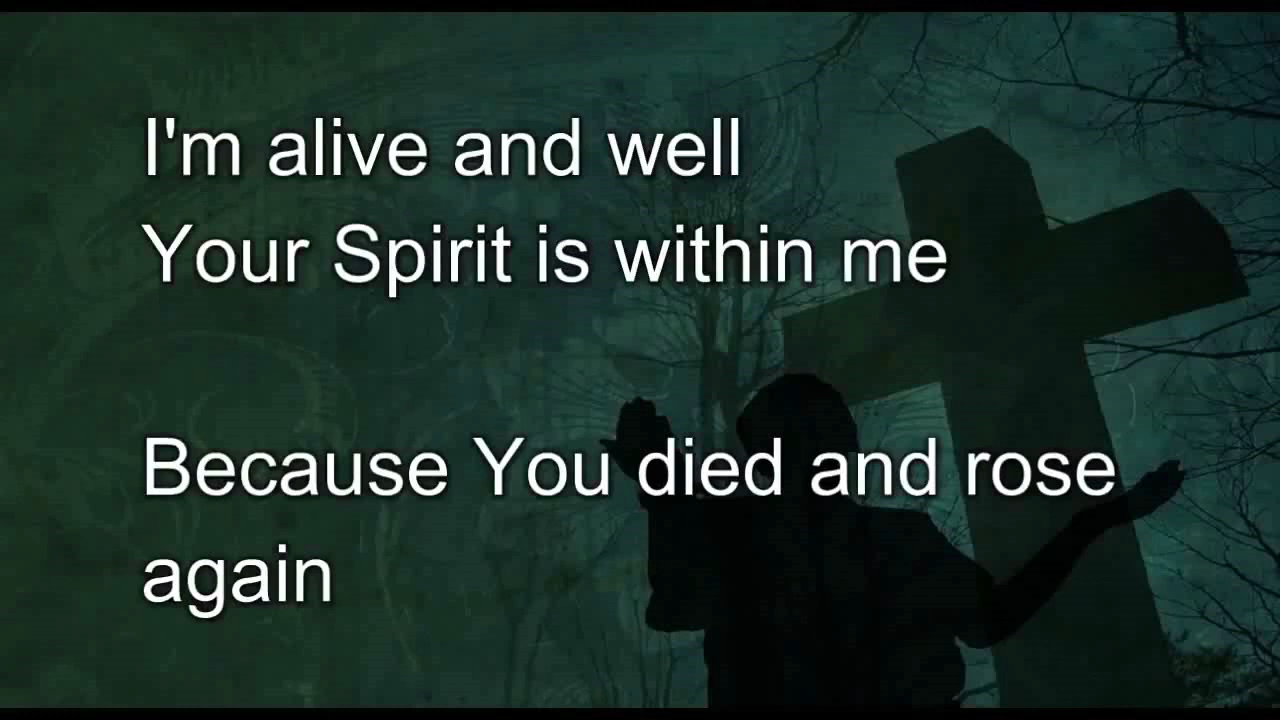 I'm alive and well
Your Spirit is within me
Because You died and rose
again